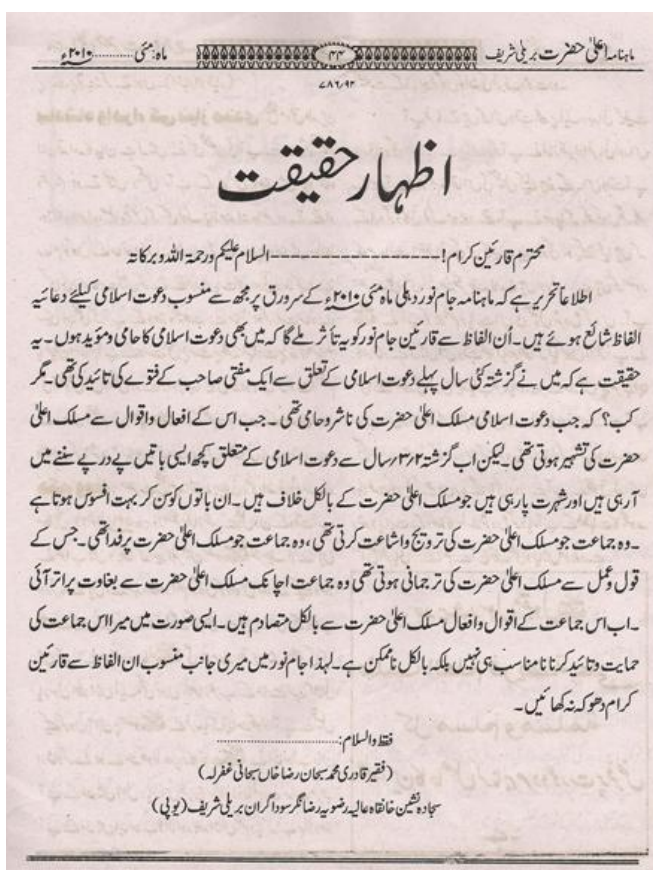 ماہنامہ اعلیٰ حضرت بریلی شریف ۴۴ ماہ: مئی ۲۰۱۰ء
۷۸۶/۹۲
اظہار حقیقت
محترم قارئین کرام! ------------------ السلام علیکم ورحمۃ اللہ وبرکاتہ
اطلاعاً تحریر ہے کہ ماہنامہ جام نور دہلی ماہ مئی ۲۰۱۰ء کے سرورق پر مجھ سے منسوب دعوت اسلامی کیلئے دعائیہ
الفاظ شائع ہوئے ہیں۔ اُن الفاظ سے قارئین جام نور کو یہ تأثر ملے گا کہ میں بھی دعوت اسلامی کا حامی ومؤید ہوں۔ یہ
حقیقت ہے کہ میں نے گزشتہ کئی سال پہلے دعوت اسلامی کے تعلق سے ایک مفتی صاحب کے فتوے کی تائید کی تھی۔ مگر
کب؟ کہ جب دعوت اسلامی مسلک اعلیٰ حضرت کی ناشر وحامی تھی۔ جب اس کے افعال واقوال سے مسلک اعلیٰ
حضرت کی تشہیر ہوتی تھی۔ لیکن اب گزشتہ ۳/۲ سال سے دعوت اسلامی کے متعلق کچھ ایسی باتیں پے در پے سننے میں
آرہی ہیں اور شہرت پارہی ہیں جو مسلک اعلیٰ حضرت کے بالکل خلاف ہیں۔ ان باتوں کو سن کر بہت افسوس ہوتا ہے
۔وہ جماعت جو مسلک اعلیٰ حضرت کی ترویج واشاعت کرتی تھی، وہ جماعت جو مسلک اعلیٰ حضرت پر فدا تھی۔ جس کے
قول وعمل سے مسلک اعلیٰ حضرت کی ترجمانی ہوتی تھی وہ جماعت اچانک مسلک اعلیٰ حضرت سے بغاوت پر اتر آئی
۔اب اس جماعت کے اقوال وافعال مسلک اعلیٰ حضرت سے بالکل متصادم ہیں۔ ایسی صورت میں میرا اس جماعت کی
حمایت وتائید کرنا نا مناسب ہی نہیں بلکہ بالکل ناممکن ہے۔ لہذا جام نور میں میری جانب منسوب ان الفاظ سے قارئین
کرام دھوکہ نہ کھائیں۔
فقط والسلام:..............................
(فقیر قادری محمد سبحان رضا خاں سبحانی غفرلہ)
سجادہ نشین خانقاہ عالیہ رضویہ رضا نگر سوداگران بریلی شریف (یوپی)